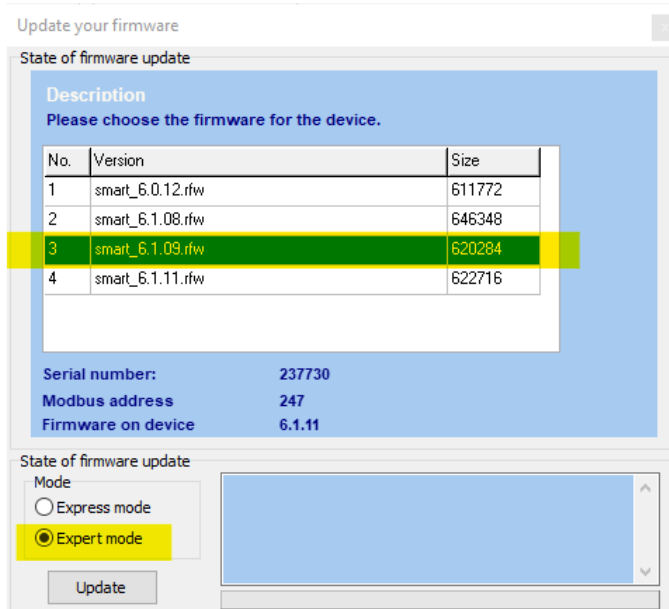 Update your firmware
State of firmware update
Description
Please choose the firmware for the device.
No. Version Size
1 smart_6.0.12.rfw 611772
2 smart_6.1.08.rfw 646348
3 smart_6.1.09.rfw 620284
4 smart_6.1.11.rfw 622716
Serial number: 237730
Modbus address 247
Firmware on device 6.1.11
State of firmware update
Mode
Express mode
Expert mode
Update